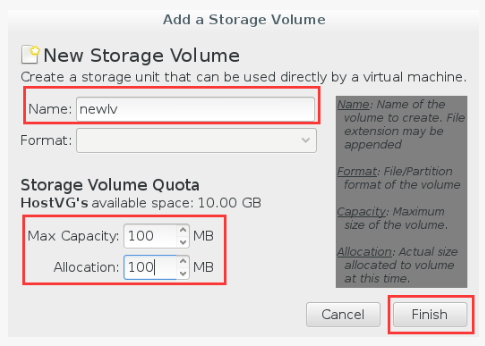 Add a Storage Volume
New Storage Volume
Create a storage unit that can be used directly by a virtual machine.
Name: newlv
Format:
Name: Name of the
volume to create. File
extension may be
appended
Format: File/Partition
format of the volume
Capacity: Maximum
size of the volume.
Allocation: Actual size
allocated to volume
at this time.
Storage Volume Quota
HostVG's available space: 10.00 GB
Max Capacity: 100 MB
Allocation: 100 MB
Cancel
Finish